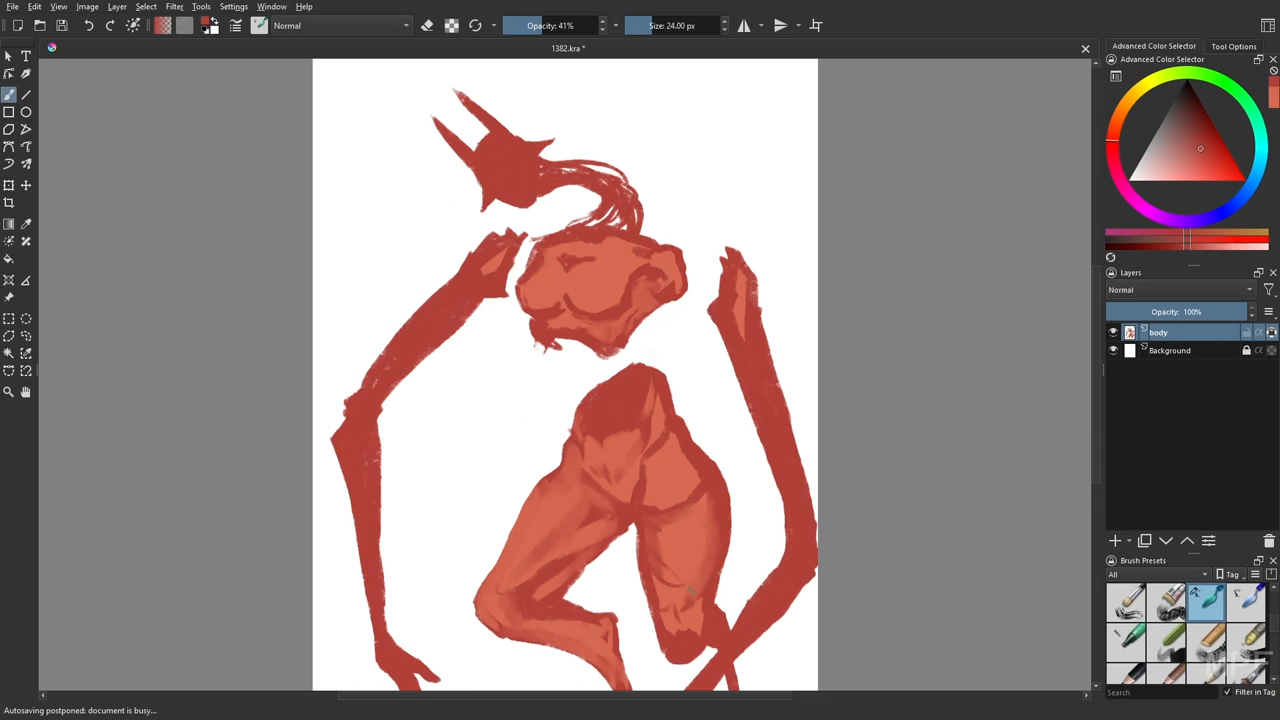 File Edit View Image Layer Select Filter Tools Settings Window Help
Normal
Opacity: 41%
Size: 24.00 px
1382.kra *
Advanced Color Selector
Tool Options
Advanced Color Selector
Layers
Normal
Opacity: 100%
body
Background
Brush Presets
All
Tag
Search
Filter in Tag
Autosaving postponed: document is busy...